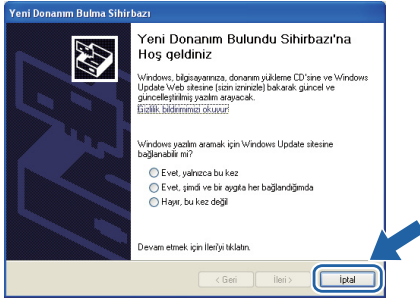 Yeni Donanım Bulma Sihirbazı
Yeni Donanım Bulundu Sihirbazı'na
Hoş geldiniz
Windows, bilgisayarınıza, donanım yükleme CD'sine ve Windows
Update Web sitesine (sizin izninizle) bakarak güncel ve
güncelleştirilmiş yazılım arayacak.
Gizlilik bildirimimizi okuyun
Windows yazılım aramak için Windows Update sitesine
bağlanabilir mi?
Evet, yalnızca bu kez
Evet, şimdi ve bir aygıta her bağlandığımda
Hayır, bu kez değil
Devam etmek için İleri'yi tıklatın.
< Geri
İleri >
İptal